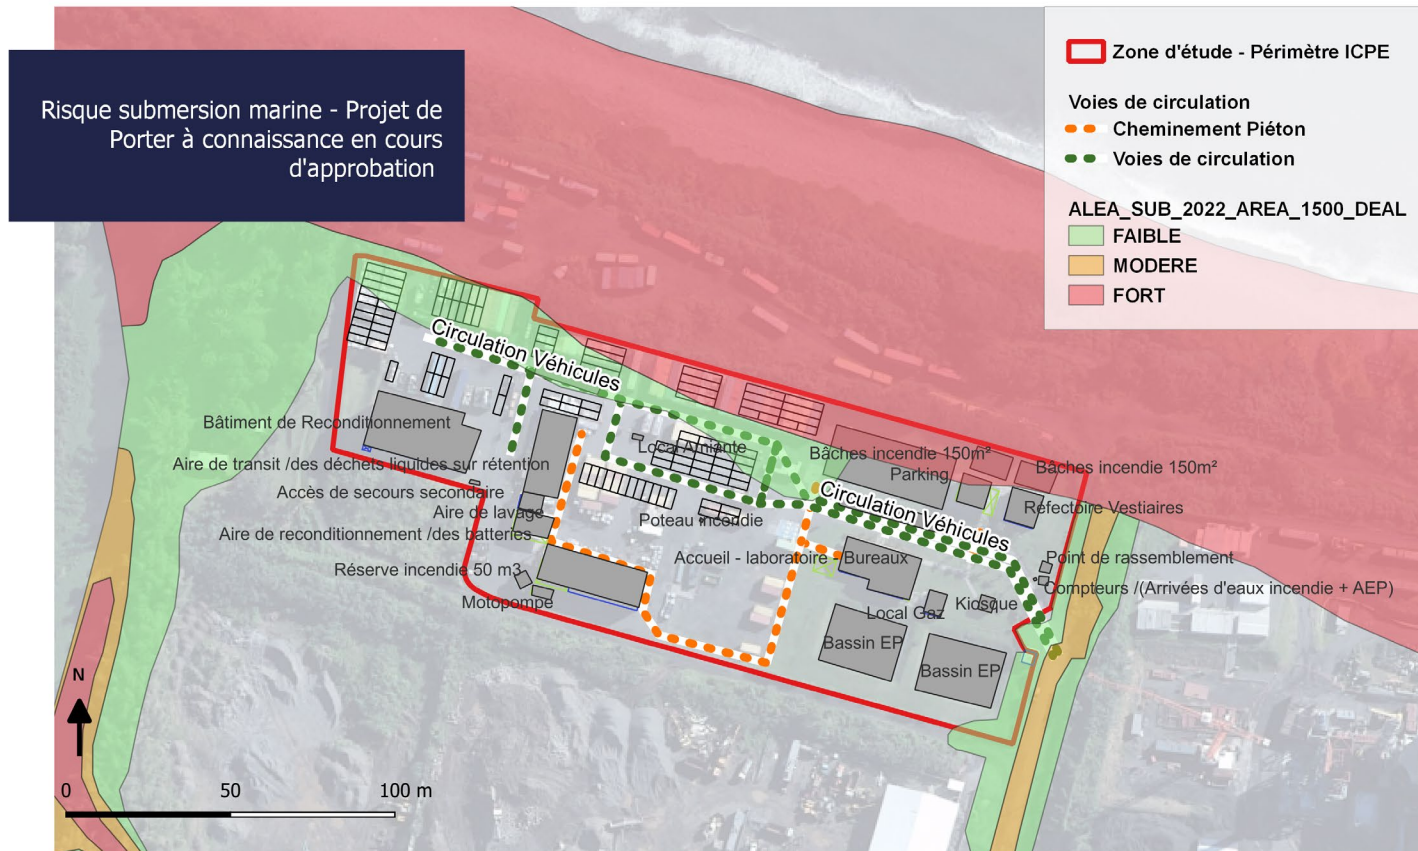 Risque submersion marine - Projet de
Porter à connaissance en cours
d'approbation
Zone d'étude - Périmètre ICPE
Voies de circulation
Cheminement Piéton
Voies de circulation
ALEA_SUB_2022_AREA_1500_DEAL
FAIBLE
MODERE
FORT
Circulation Véhicules
Bâtiment de Reconditionnement
Local Amiante
Bâches incendie 150m²
Bâches incendie 150m²
Aire de transit /des déchets liquides sur rétention
Parking
Accès de secours secondaire
Circulation Véhicules
Réfectoire Vestiaires
Aire de lavage
Poteau incendie
Aire de reconditionnement /des batteries
Accueil - laboratoire - Bureaux
Point de rassemblement
Réserve incendie 50 m3
Compteurs /(Arrivées d'eaux incendie + AEP)
Motopompe
Local Gaz
Kiosque
Bassin EP
Bassin EP
N
0 50 100 m